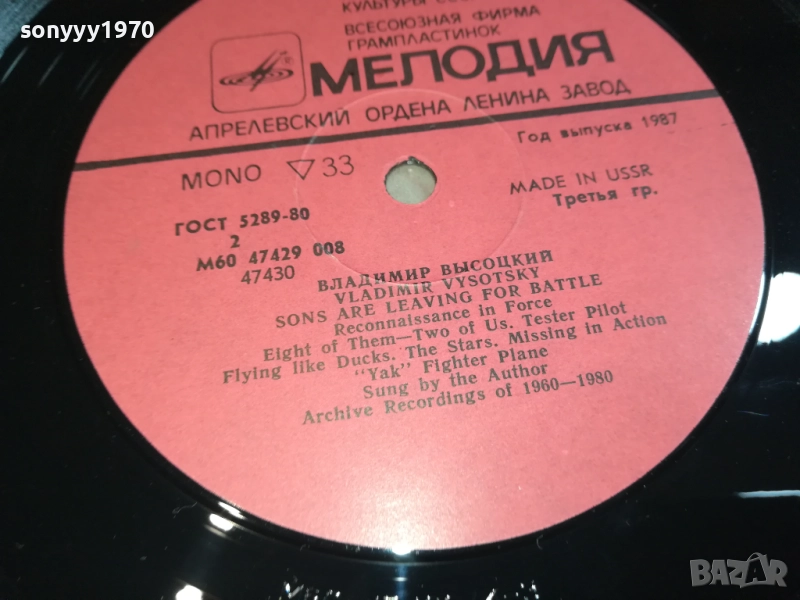 sonyyy1970
КУЛЬТУРЫ
ВСЕСОЮЗНАЯ ФИРМА
ГРАМПЛАСТИНОК
МЕЛОДИЯ
АПРЕЛЕВСКИЙ ОРДЕНА ЛЕНИНА ЗАВОД
MONO ▽33
Год выпуска 1987
ГОСТ 5289-80
MADE IN USSR
2
Третья гр.
М60 47429 008
47430
ВЛАДИМИР ВЫСОЦКИЙ
VLADIMIR VYSOTSKY
SONS ARE LEAVING FOR BATTLE
Reconnaissance in Force
Eight of Them—Two of Us. Tester Pilot
Flying like Ducks. The Stars. Missing in Action
"Yak" Fighter Plane
Sung by the Author
Archive Recordings of 1960—1980
BAZAR